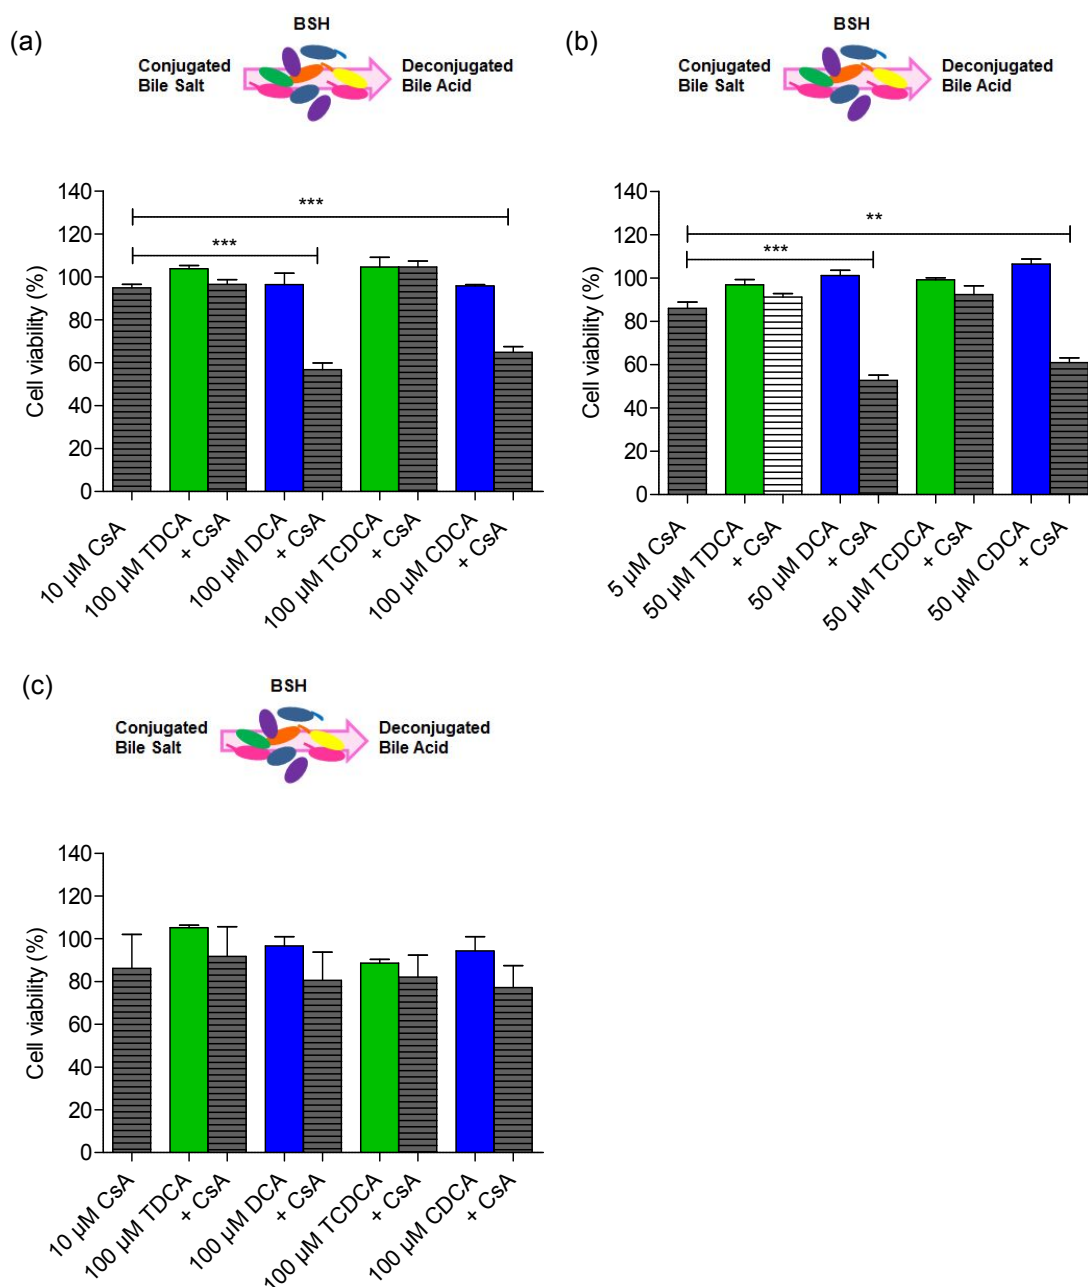 (a)
BSH
Conjugated
Bile Salt
Deconjugated
Bile Acid
Cell viability (%)
140
120
100
80
60
40
20
0
***
***
10 µM CsA
100 µM TDCA
+ CsA
100 µM DCA
+ CsA
100 µM TCDCA
+ CsA
100 µM CDCA
+ CsA
(b)
BSH
Conjugated
Bile Salt
Deconjugated
Bile Acid
Cell viability (%)
140
120
100
80
60
40
20
0
**
***
5 µM CsA
50 µM TDCA
+ CsA
50 µM DCA
+ CsA
50 µM TCDCA
+ CsA
50 µM CDCA
+ CsA
(c)
BSH
Conjugated
Bile Salt
Deconjugated
Bile Acid
Cell viability (%)
140
120
100
80
60
40
20
0
10 µM CsA
100 µM TDCA
+ CsA
100 µM DCA
+ CsA
100 µM TCDCA
+ CsA
100 µM CDCA
+ CsA